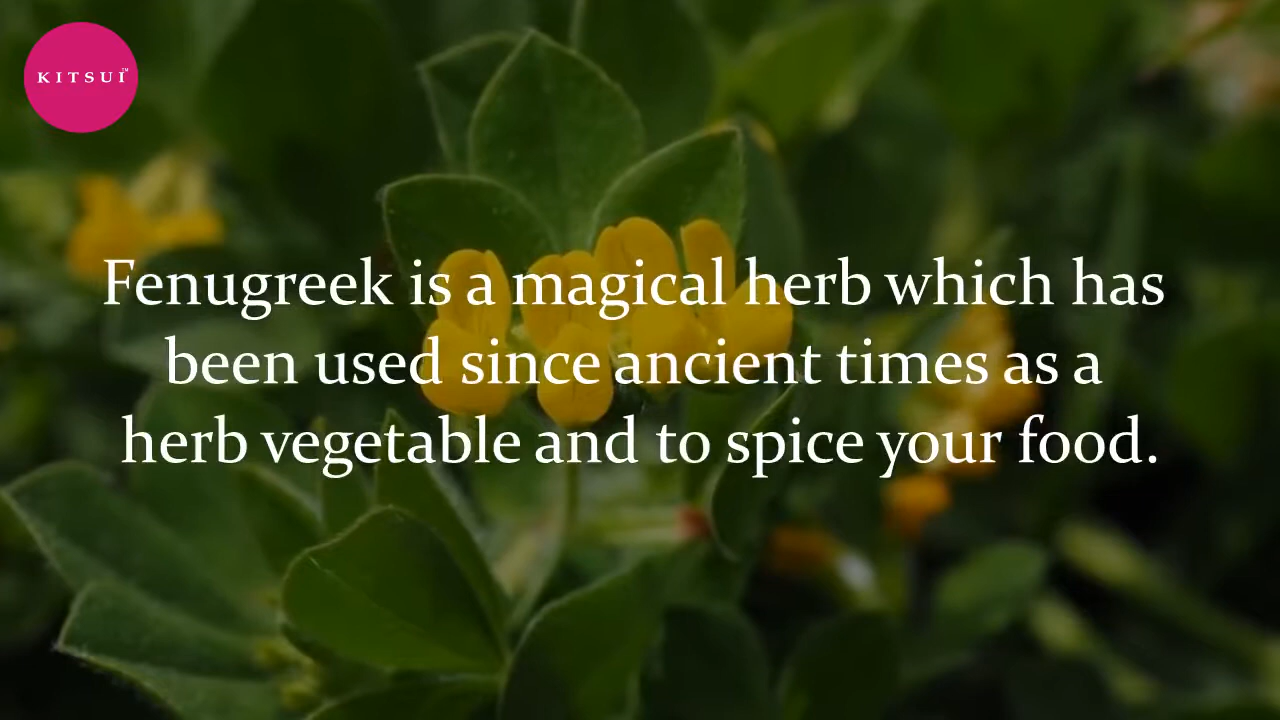 KITSUI™
Fenugreek is a magical herb which has
been used since ancient times as a
herb vegetable and to spice your food.